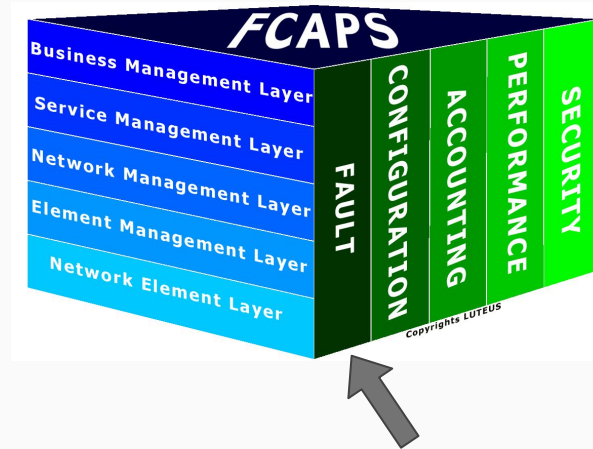 FCAPS
Business Management Layer
Service Management Layer
Network Management Layer
Element Management Layer
Network Element Layer
FAULT
CONFIGURATION
ACCOUNTING
PERFORMANCE
SECURITY
Copyrights LUTEUS